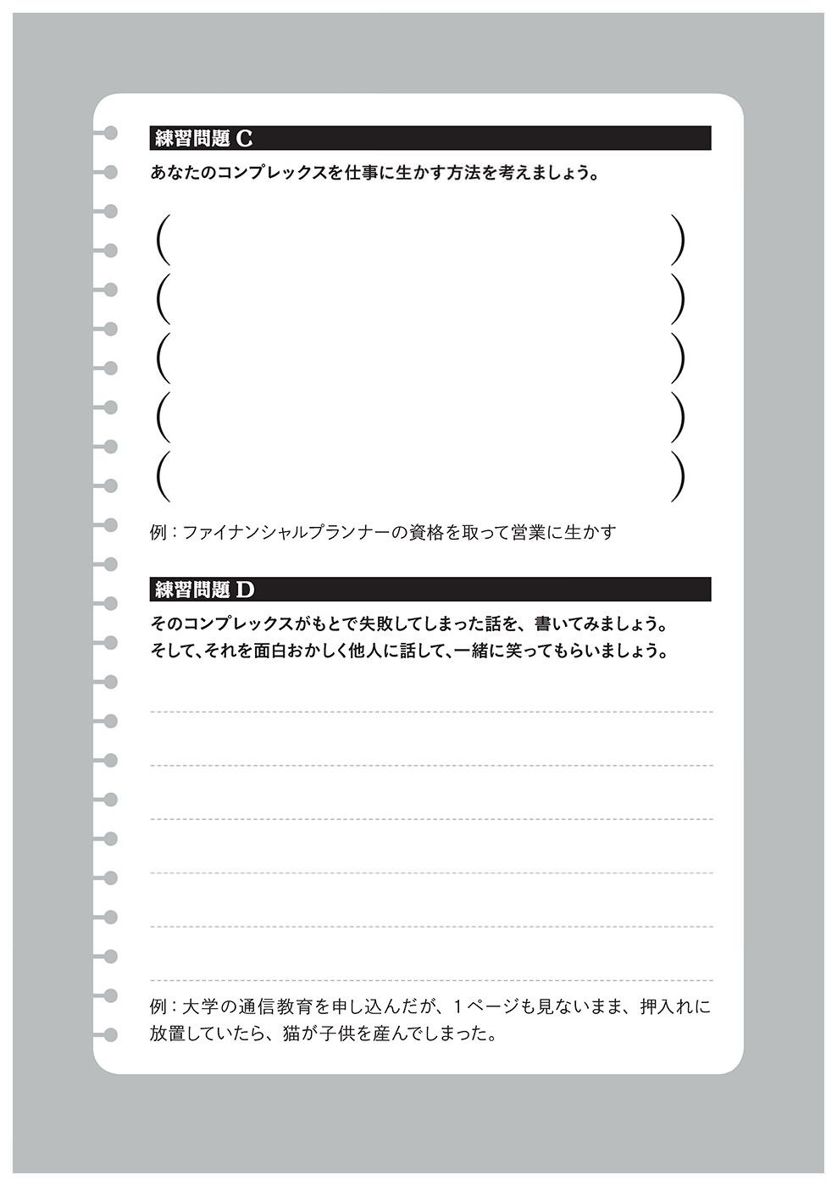 練習問題 C
あなたのコンプレックスを仕事に生かす方法を考えましょう。
(　　　　　)
(　　　　　)
(　　　　　)
(　　　　　)
(　　　　　)
例：ファイナンシャルプランナーの資格を取って営業に生かす
練習問題 D
そのコンプレックスがもとで失敗してしまった話を、書いてみましょう。
そして、それを面白おかしく他人に話して、一緒に笑ってもらいましょう。
例：大学の通信教育を申し込んだが、1ページも見ないまま、押入れに
放置していたら、猫が子供を産んでしまった。